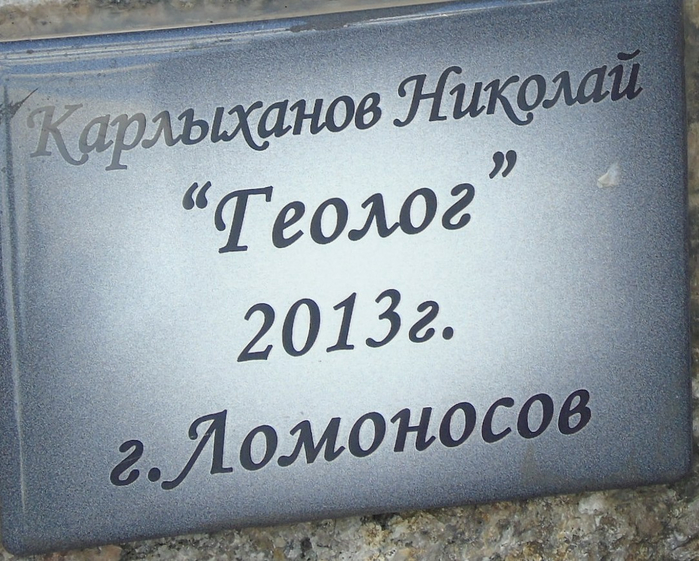 Карлыханов Николай
“Геолог”
2013г.
г.Ломоносов